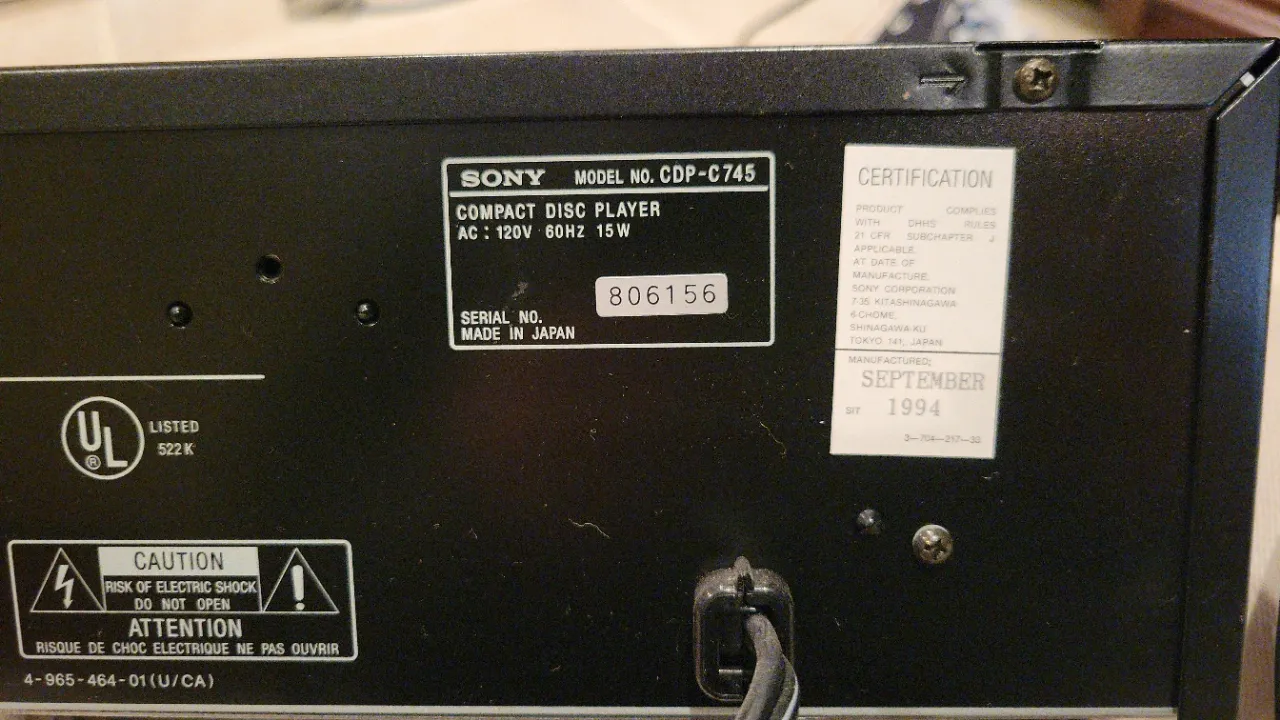 SONY MODEL NO. CDP-C745
COMPACT DISC PLAYER
AC : 120V 60HZ 15W
806156
SERIAL NO.
MADE IN JAPAN
CERTIFICATION
PRODUCT COMPLIES
WITH DHHS RULES
21 CFR SUBCHAPTER J
APPLICABLE
AT DATE OF
MANUFACTURE;
SONY CORPORATION
7-35 KITASHINAGAWA
6-CHOME,
SHINAGAWA-KU
TOKYO 141, JAPAN
MANUFACTURED;
SEPTEMBER
1994
SIT
3-704-217-33
UL ®
LISTED
522K
CAUTION
RISK OF ELECTRIC SHOCK
DO NOT OPEN
ATTENTION
RISQUE DE CHOC ELECTRIQUE NE PAS OUVRIR
4-965-464-01(U/CA)